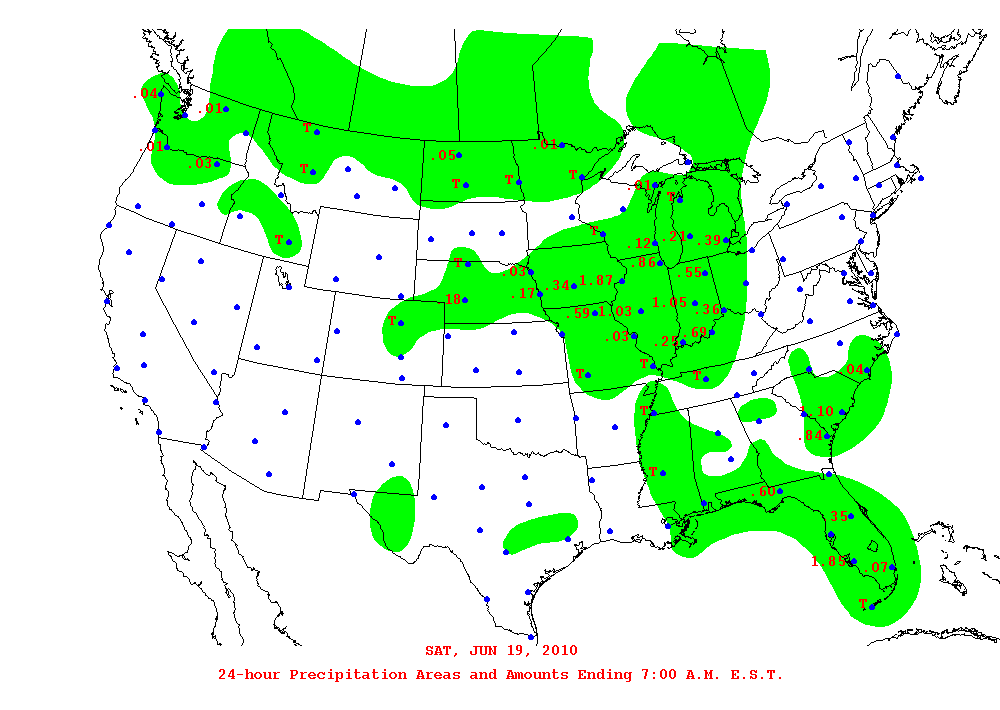 .04
.01
T
.01
.05
.01
.03
T
T
T
T
.01
T
T
.21
.39
T
.12
T
.86
.03
.55
1.87
.34
.17
18
1.05
.59
1.03
.36
T
.69
.03
.25
T
04
T
T
T
1.10
.84
T
.60
35
.07
T
SAT, JUN 19, 2010
24-hour Precipitation Areas and Amounts Ending 7:00 A.M. E.S.T.